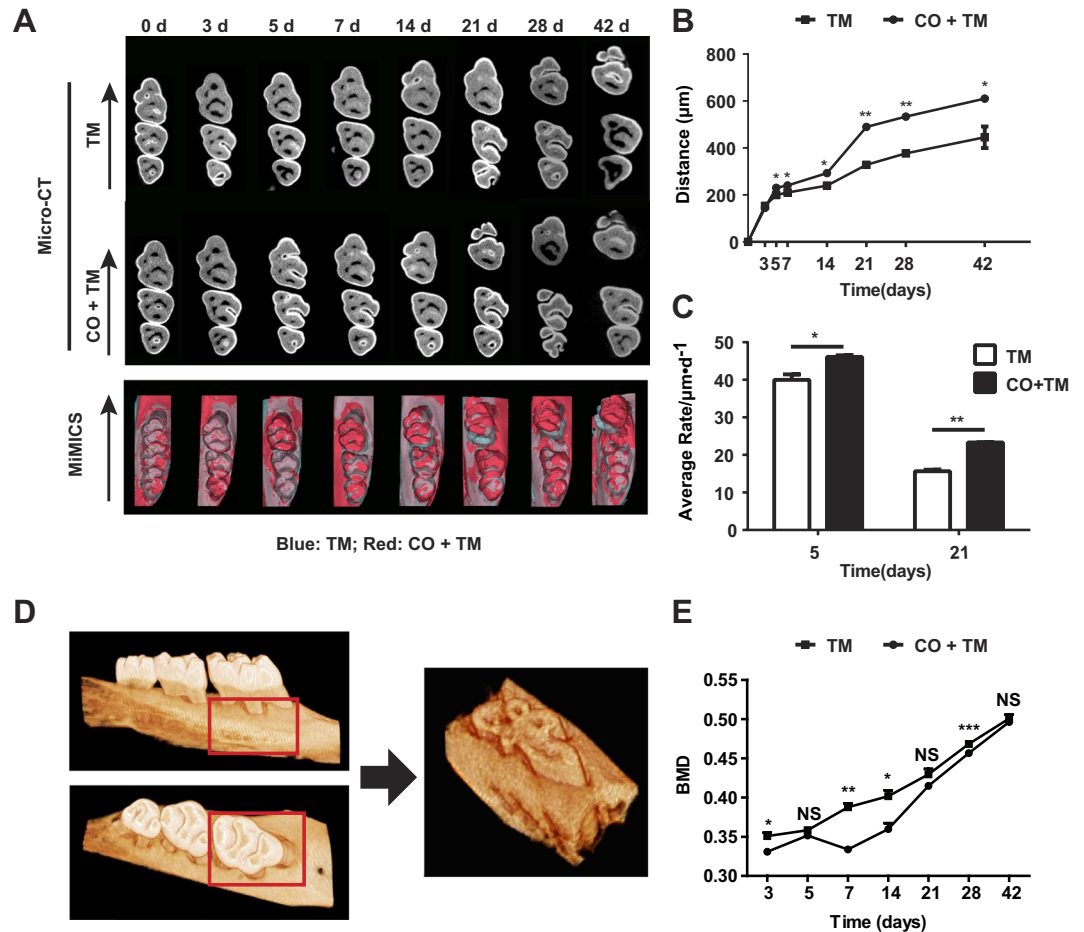 A
0 d 3 d 5 d 7 d 14 d 21 d 28 d 42 d
Micro-CT
TM
CO + TM
MiMICS
Blue: TM; Red: CO + TM
B
TM CO + TM
Distance (µm)
800
600
400
200
0
* * * ** ** *
3 5 7 14 21 28 42
Time(days)
C
Average Rate/µm•d⁻¹
50
40
30
20
10
0
*
**
TM
CO+TM
5 21
Time(days)
D
E
TM CO + TM
BMD
0.55
0.50
0.45
0.40
0.35
0.30
* NS ** * NS *** NS
3 5 7 14 21 28 42
Time (days)